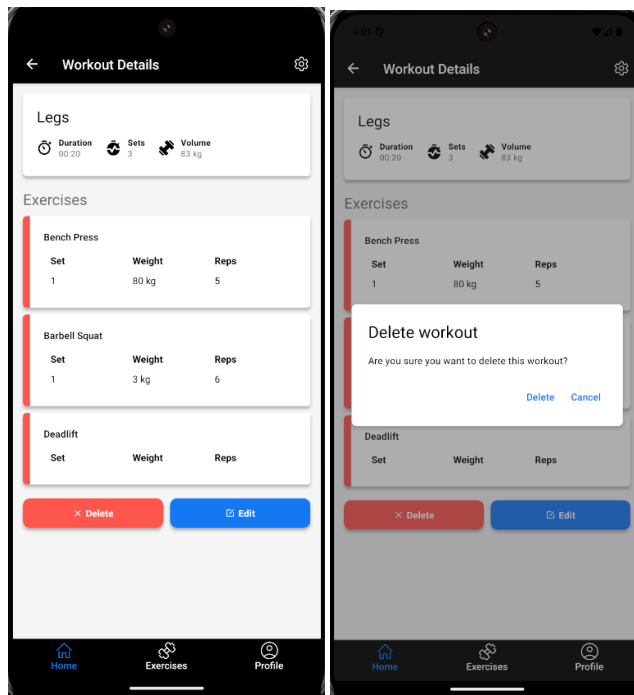 Workout Details
Legs
Duration Sets Volume
00:20 3 83 kg
Exercises
Bench Press
Set Weight Reps
1 80 kg 5
Barbell Squat
Set Weight Reps
1 3 kg 6
Deadlift
Set Weight Reps
Delete Edit
Home Exercises Profile
9:01
Workout Details
Legs
Duration Sets Volume
00:20 3 83 kg
Exercises
Bench Press
Set Weight Reps
1 80 kg 5
Delete workout
Are you sure you want to delete this workout?
Delete Cancel
Deadlift
Set Weight Reps
Delete Edit
Home Exercises Profile